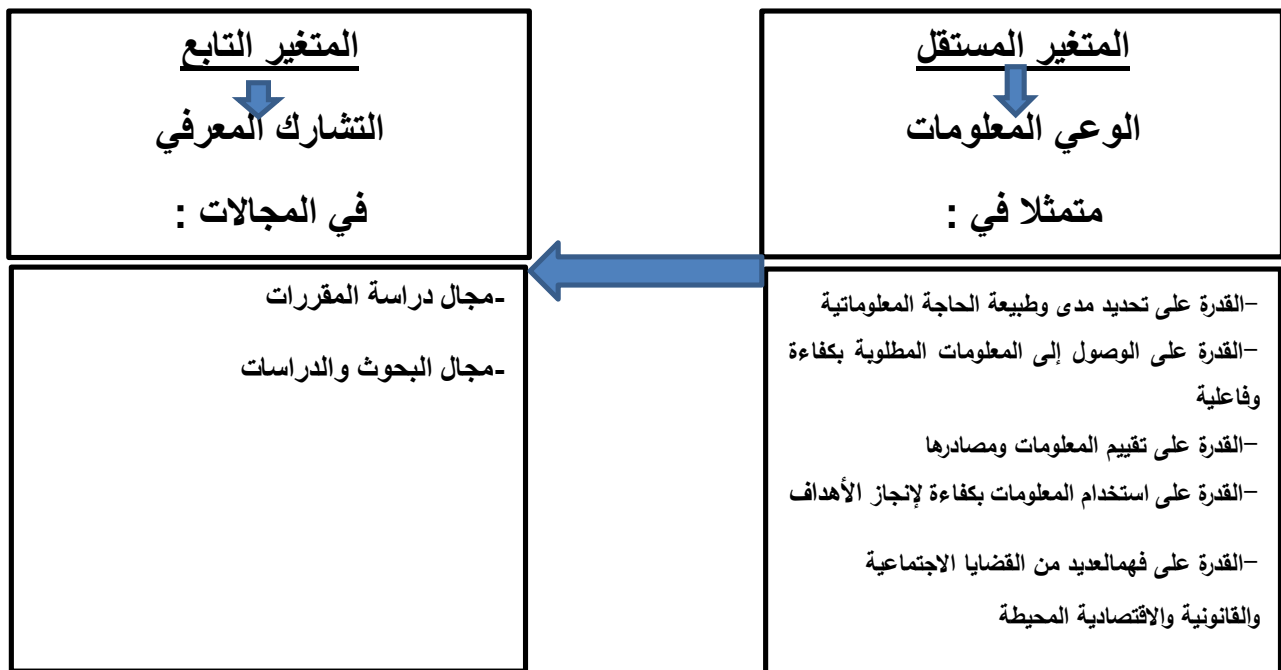 المتغير المستقل
الوعي المعلومات
متمثلا في :
-القدرة على تحديد مدى وطبيعة الحاجة المعلوماتية
-القدرة على الوصول إلى المعلومات المطلوبة بكفاءة
وفاعلية
-القدرة على تقييم المعلومات ومصادرها
-القدرة على استخدام المعلومات بكفاءة لإنجاز الأهداف
-القدرة على فهمالعديد من القضايا الاجتماعية
والقانونية والاقتصادية المحيطة
المتغير التابع
التشارك المعرفي
في المجالات :
-مجال دراسة المقررات
-مجال البحوث والدراسات